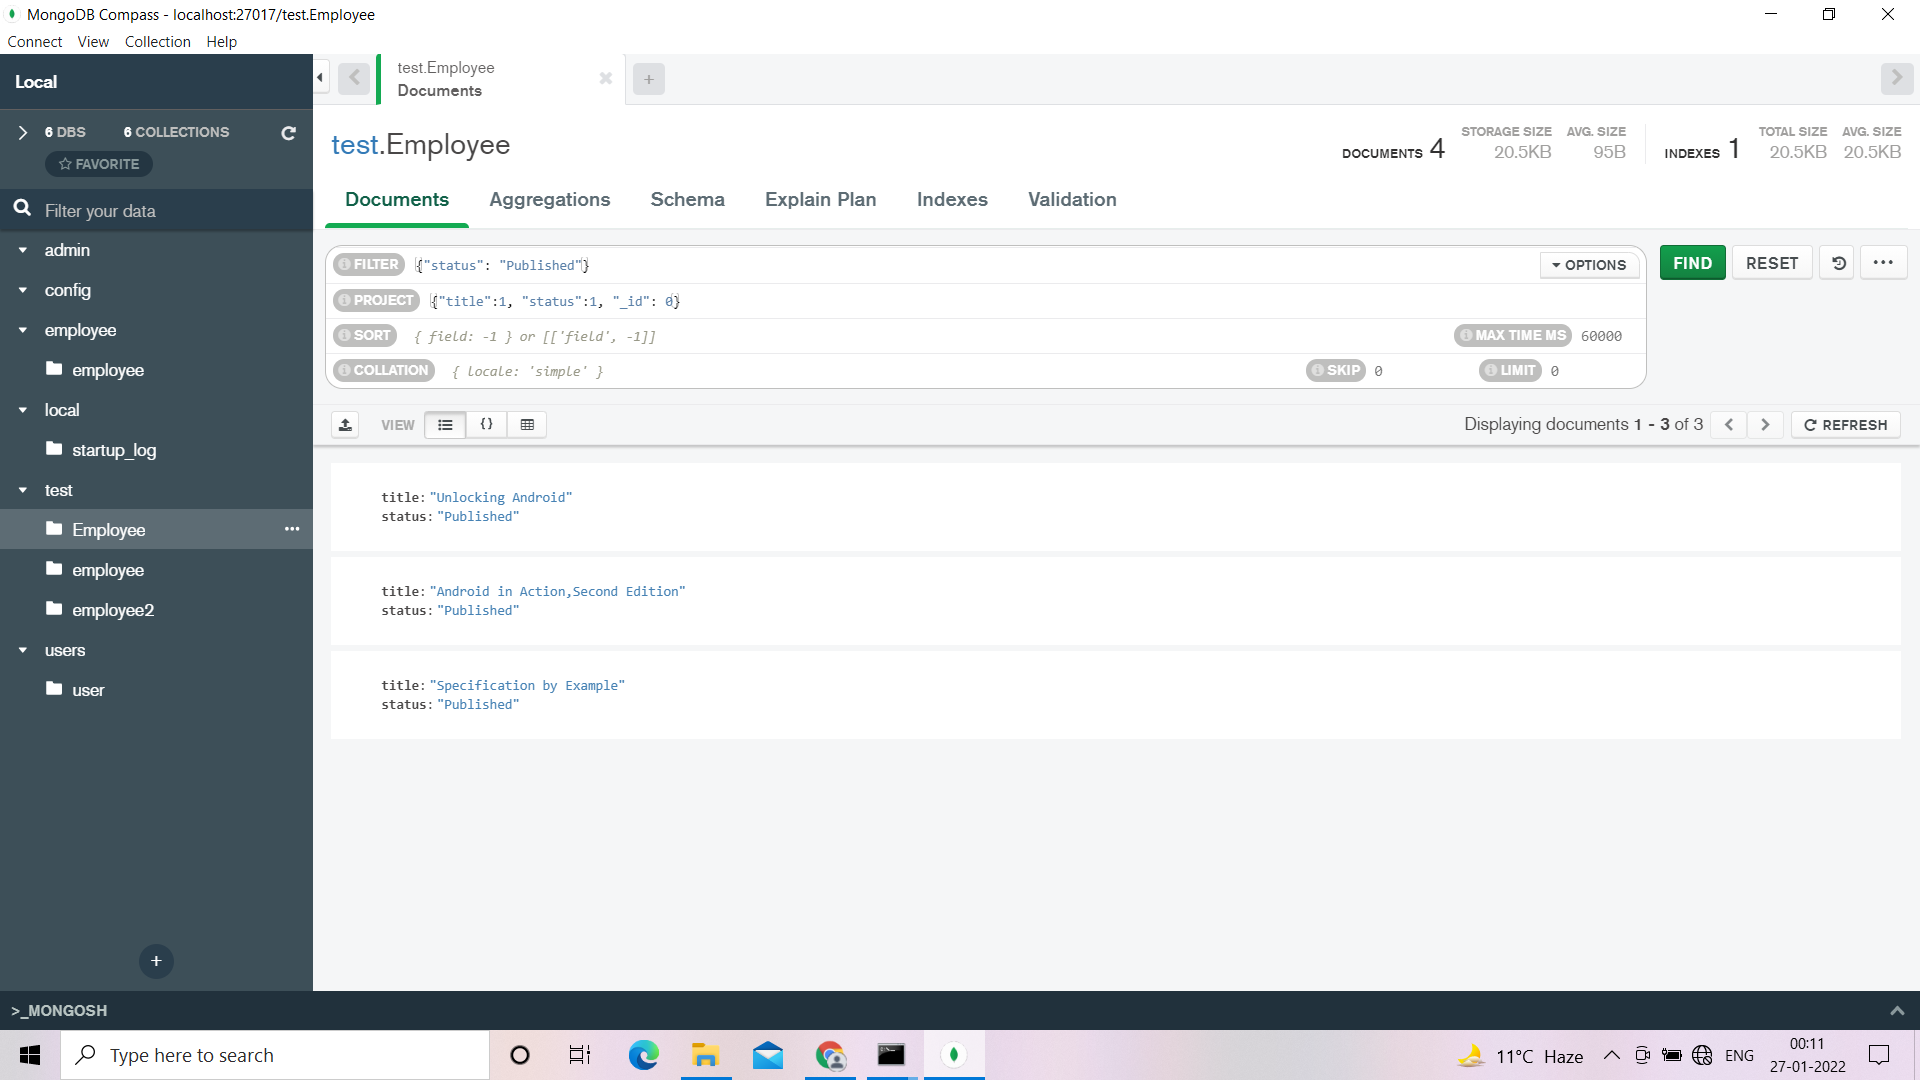 MongoDB Compass - localhost:27017/test.Employee
Connect View Collection Help
Local
6 DBS 6 COLLECTIONS
FAVORITE
Filter your data
admin
config
employee
employee
local
startup_log
test
Employee
employee
employee2
users
user
test.Employee
Documents
test.Employee
DOCUMENTS 4
STORAGE SIZE
20.5KB
AVG. SIZE
95B
INDEXES 1
TOTAL SIZE
20.5KB
AVG. SIZE
20.5KB
Documents Aggregations Schema Explain Plan Indexes Validation
FILTER {"status": "Published"} OPTIONS
FIND RESET
PROJECT {"title":1, "status":1, "_id": 0}
SORT { field: -1 } or [['field', -1]] MAX TIME MS 60000
COLLATION { locale: 'simple' } SKIP 0 LIMIT 0
VIEW {} Displaying documents 1 - 3 of 3 REFRESH
title: "Unlocking Android"
status: "Published"
title: "Android in Action,Second Edition"
status: "Published"
title: "Specification by Example"
status: "Published"
>_MONGOSH
Type here to search
11°C Haze
ENG
00:11
27-01-2022